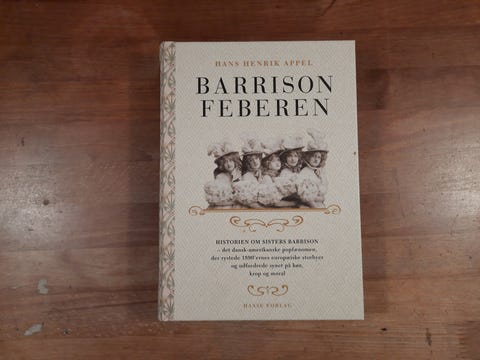 HANS HENRIK APPEL
BARRISON
FEBEREN
HISTORIEN OM SISTERS BARRISON
– det dansk-amerikanske popfænomen,
der rystede 1890'ernes europæiske storbyer
og udfordrede synet på køn,
krop og moral
HANSE FORLAG